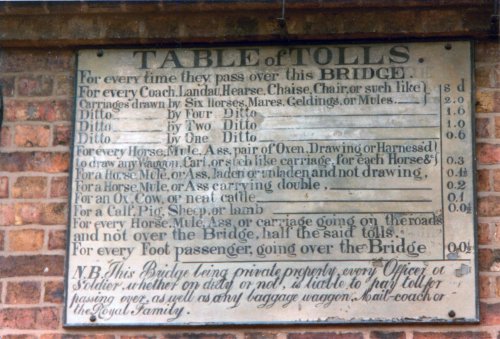 TABLE of TOLLS.
For every time they pass over this BRIDGE.
For every Coach, Landau, Hearse, Chaise, Chair, or such like } s d
Carriages drawn by Six Horses, Mares, Geldings, or Mules 2.0
Ditto by Four Ditto 1.0
Ditto by Two Ditto 1.0
Ditto by One Ditto 0.6
For every Horse, Mule, Ass, pair of Oxen, Drawing or Harness'd
to draw any Waggon, Cart, or such like carriage, for each Horse &c 0.3
For a Horse, Mule, or Ass, laden or unladen and not drawing, 0.1½
For a Horse, Mule, or Ass carrying double 0.2
For an Ox, Cow, or neat cattle 0.1
For a Calf, Pig, Sheep, or lamb 0.0½
For every Horse, Mule, Ass, or carriage going on the roads
and not over the Bridge, half the said tolls.
For every Foot passenger, going over the Bridge 0.0½
N.B. This Bridge being private property, every Officer or
Soldier, whether on duty or not, is liable to pay toll for
passing over, as well as any baggage waggon, Mail-coach or
the Royal Family.